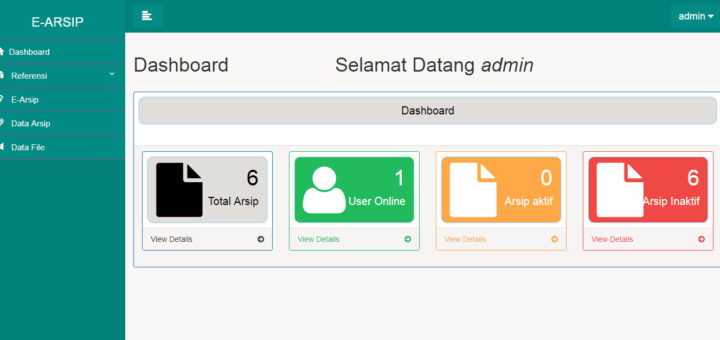 E-ARSIP
admin
Dashboard
Referensi
E-Arsip
Data Arsip
Data File
Dashboard
Selamat Datang admin
Dashboard
6
Total Arsip
View Details
1
User Online
View Details
0
Arsip aktif
View Details
6
Arsip Inaktif
View Details